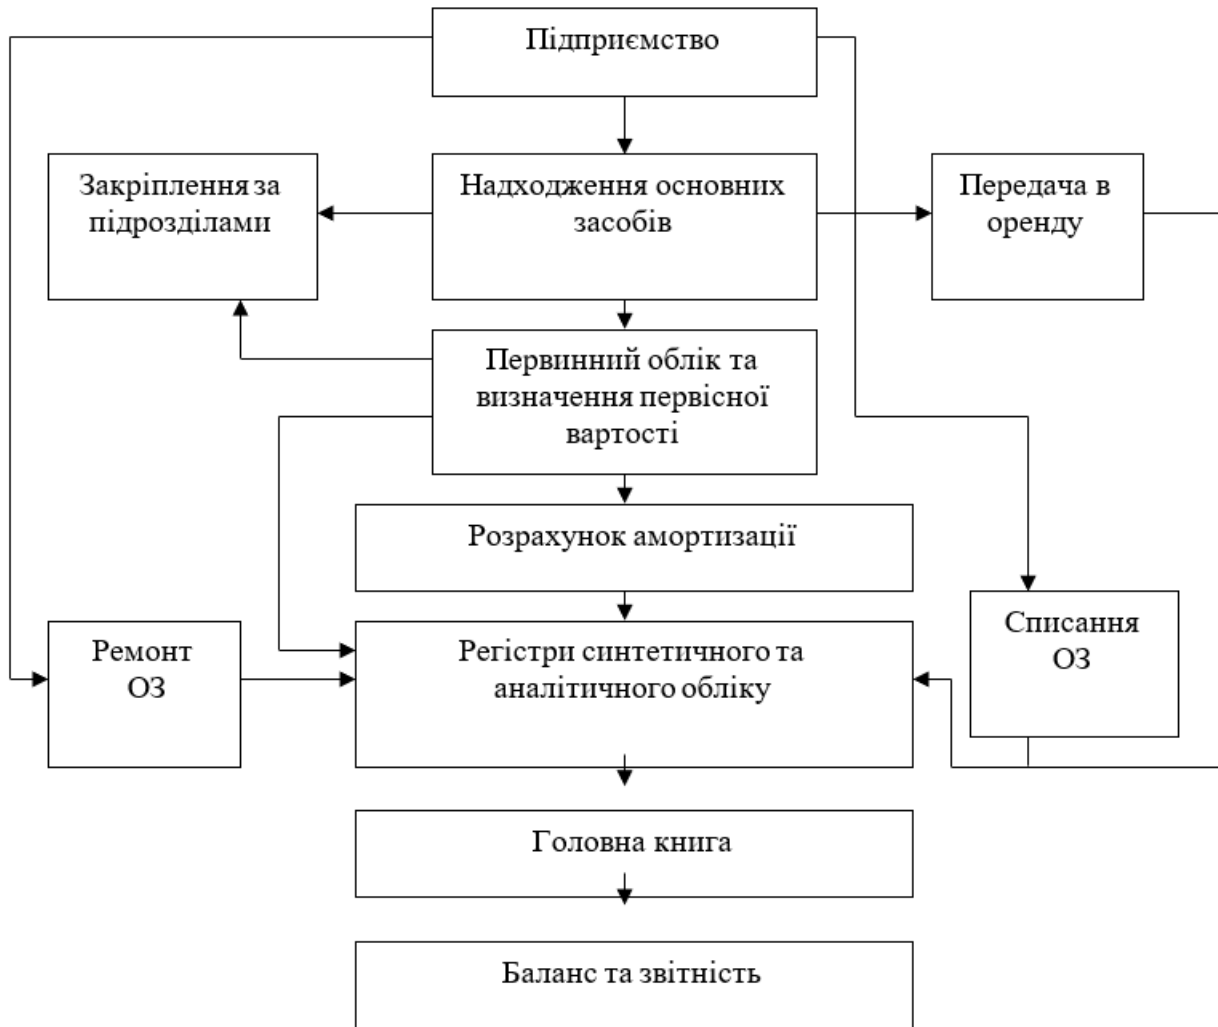 Підприємство
Закріплення за
підрозділами
Надходження основних
засобів
Передача в
оренду
Первинний облік та
визначення первісної
вартості
Розрахунок амортизації
Ремонт
ОЗ
Регістри синтетичного та
аналітичного обліку
Списання
ОЗ
Головна книга
Баланс та звітність